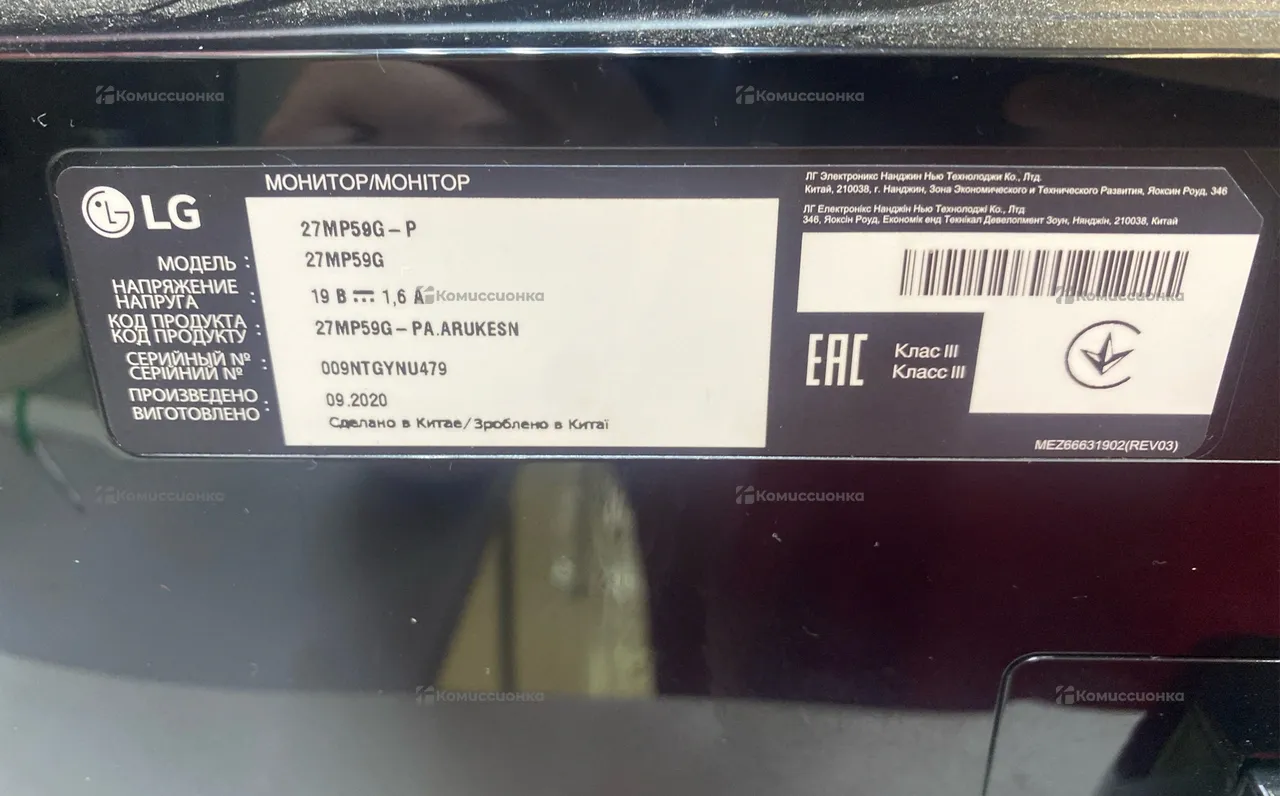 Комиссионка
Комиссионка
LG
МОНИТОР/МОНІТОР
27MP59G-P
МОДЕЛЬ : 27MP59G
НАПРЯЖЕНИЕ
НАПРУГА : 19 В 1,6 А
Комиссионка
КОД ПРОДУКТА
КОД ПРОДУКТУ : 27MP59G-PA.ARUKESN
СЕРИЙНЫЙ №
СЕРІЙНИЙ № : 009NTGYNU479
ПРОИЗВЕДЕНО
ВИГОТОВЛЕНО : 09.2020
Сделано в Китае/Зроблено в Китаї
ЛГ Электроникс Нанджин Нью Технолоджи Ко., Лтд.
Китай, 210038, г. Нанджин, Зона Экономического и Технического Развития, Яоксин Роуд, 346
ЛГ Електронікс Нанджін Нью Технолоджі Ко., Лтд
346, Яоксін Роуд, Економік енд Текнікал Девелопмент Зоун, Нянджін, 210038, Китай
Комиссионка
EAC
Клас III
Класс III
MEZ66631902(REV03)
Комиссионка
Комиссионка
Комиссионка
Комиссионка